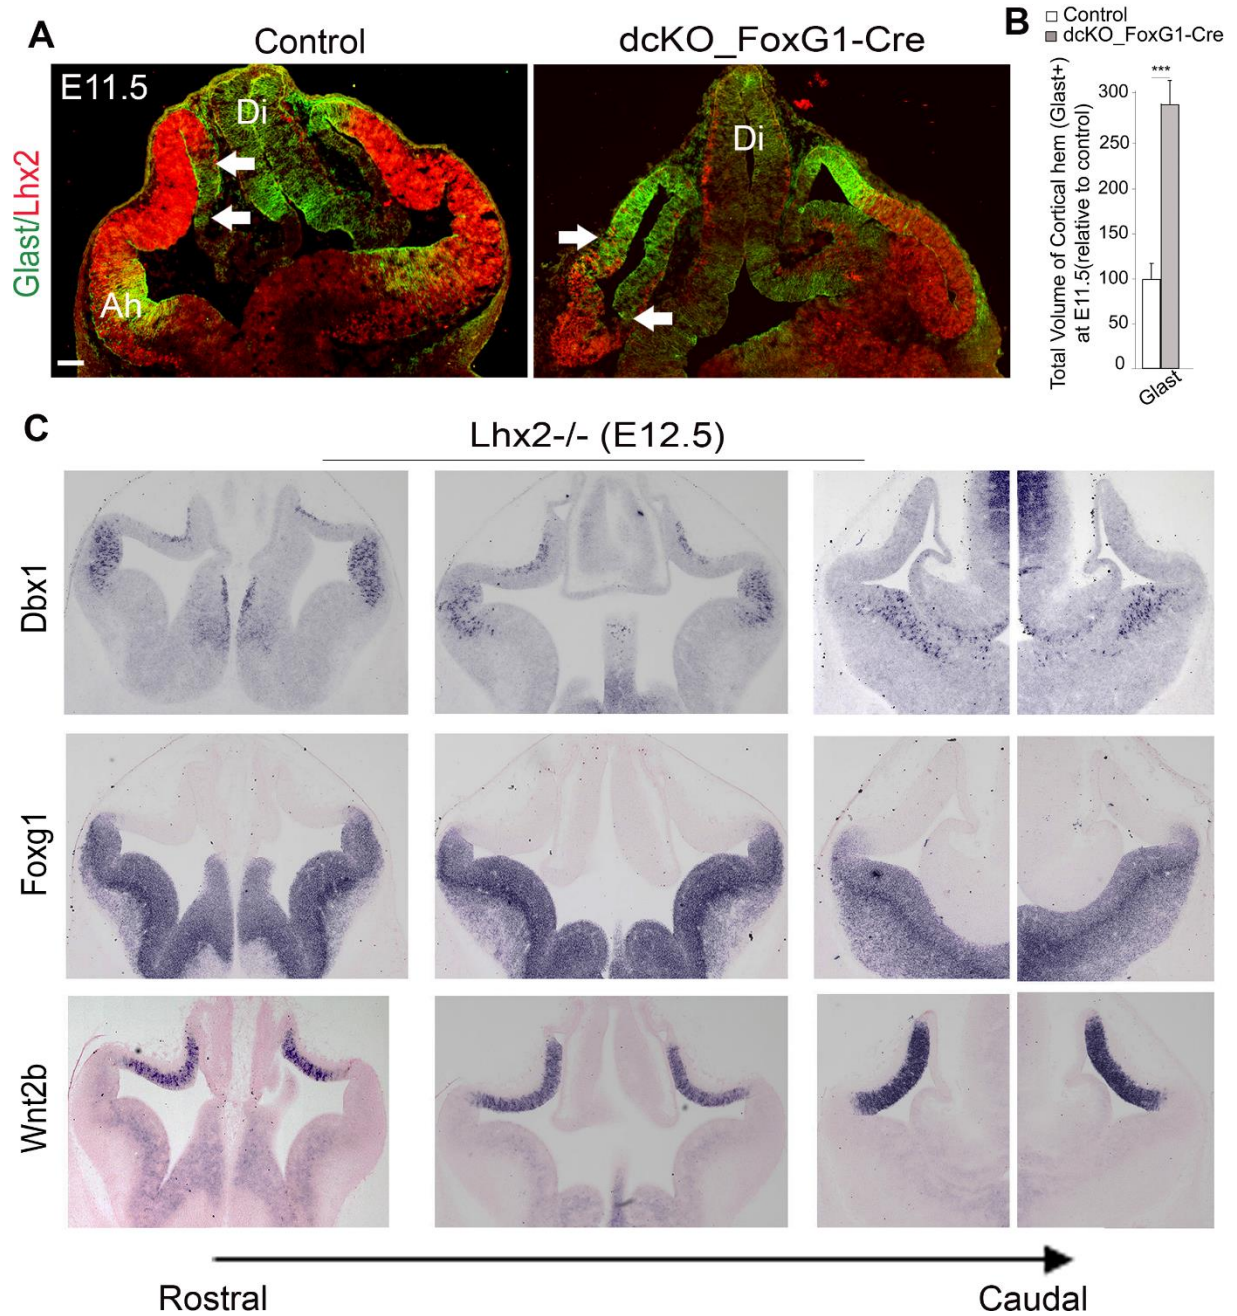 A
Control
dcKO_FoxG1-Cre
E11.5
Di
Ah
Di
Glast/Lhx2
B
Control
dcKO_FoxG1-Cre
***
300
250
200
150
100
50
0
Total Volume of Cortical hem (Glast+)
at E11.5(relative to control)
Glast
C
Lhx2-/- (E12.5)
Dbx1
Foxg1
Wnt2b
Rostral
Caudal